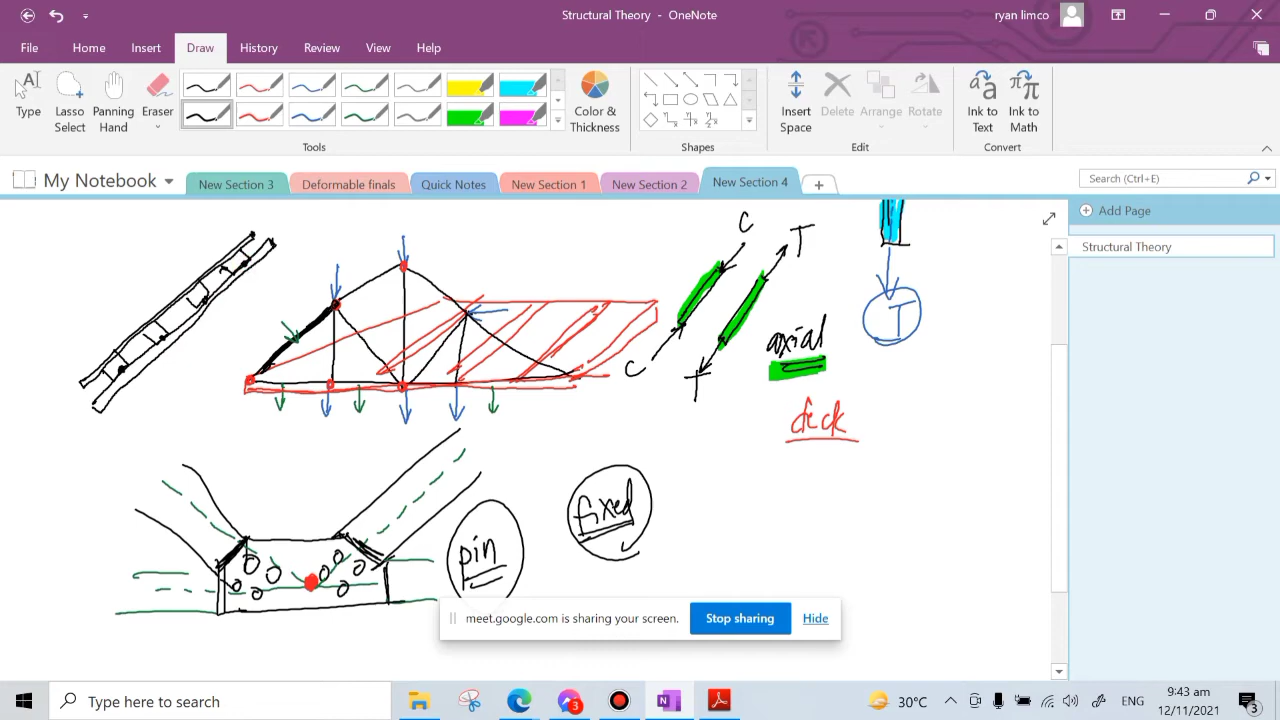 Structural Theory - OneNote
ryan limco
File Home Insert Draw History Review View Help
Type
Lasso Select
Panning Hand
Eraser
Color & Thickness
Insert Space
Delete
Arrange
Rotate
Ink to Text
Ink to Math
Tools
Shapes
Edit
Convert
My Notebook
New Section 3
Deformable finals
Quick Notes
New Section 1
New Section 2
New Section 4
Search (Ctrl+E)
Add Page
Structural Theory
C
T
C
T
axial
T
pin
fixed
meet.google.com is sharing your screen.
Stop sharing
Hide
Type here to search
3
30°C
ENG
9:43 am
12/11/2021
3